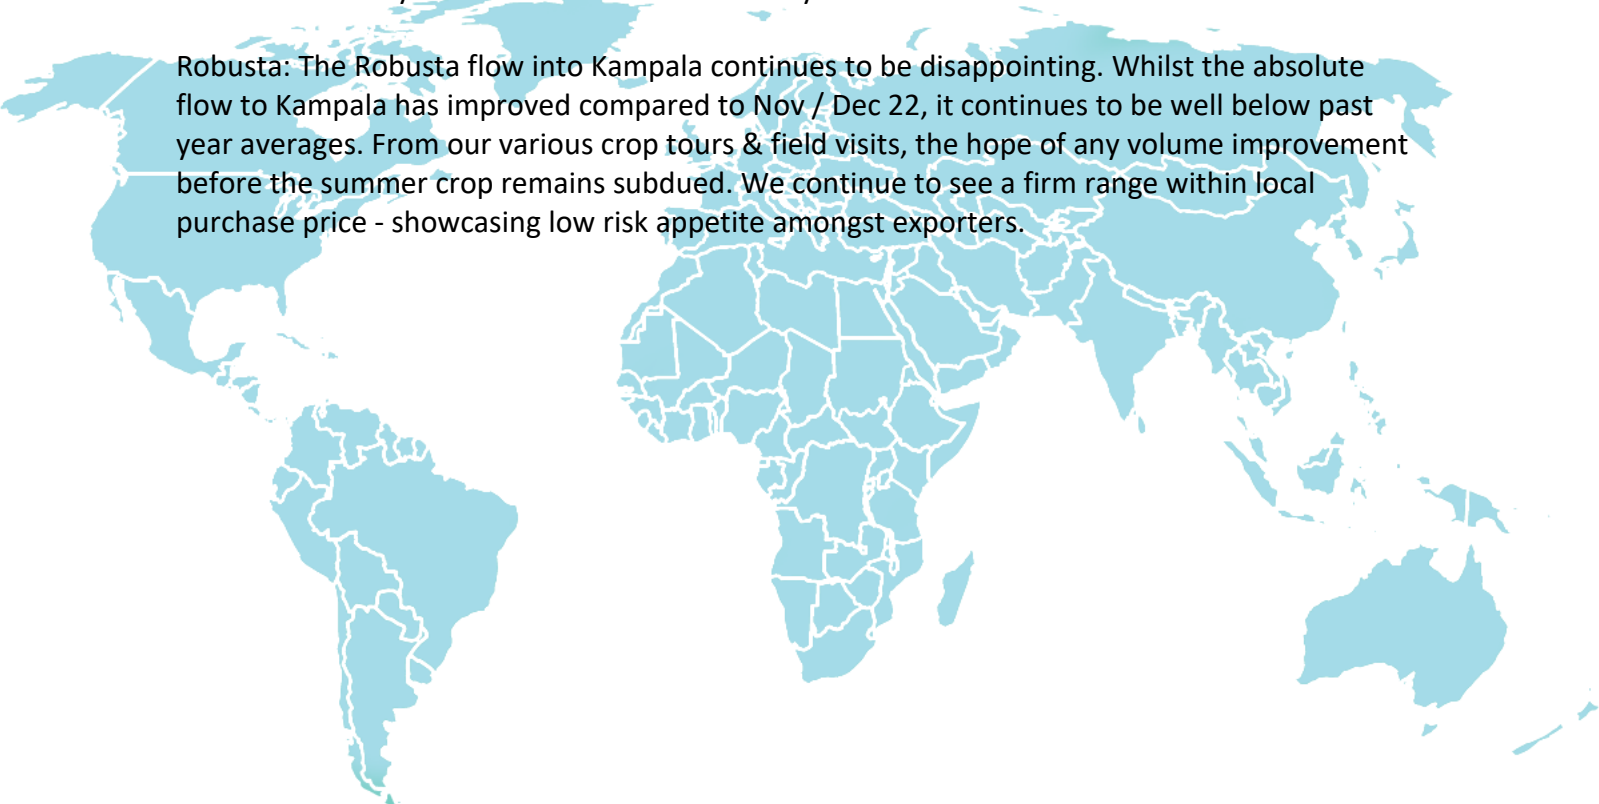 Robusta: The Robusta flow into Kampala continues to be disappointing. Whilst the absolute
flow to Kampala has improved compared to Nov / Dec 22, it continues to be well below past
year averages. From our various crop tours & field visits, the hope of any volume improvement
before the summer crop remains subdued. We continue to see a firm range within local
purchase price - showcasing low risk appetite amongst exporters.